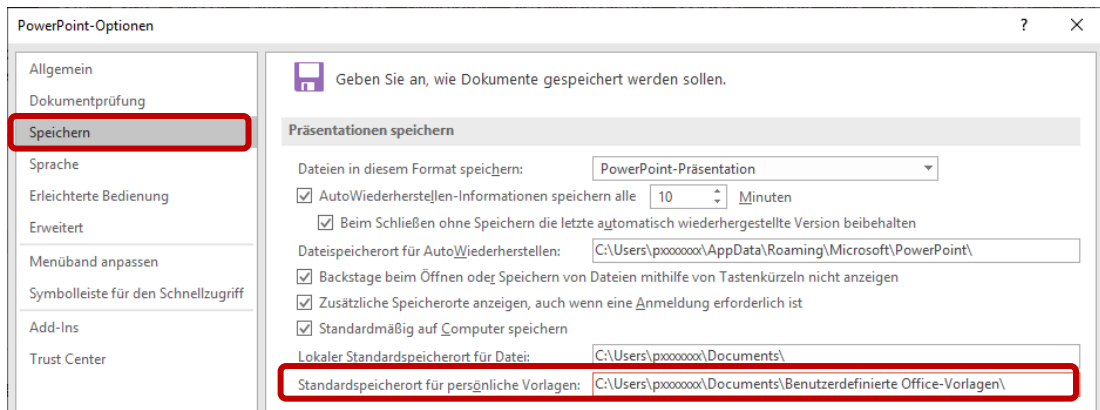 PowerPoint-Optionen ? ×
Allgemein
Dokumentprüfung
Speichern
Sprache
Erleichterte Bedienung
Erweitert
Menüband anpassen
Symbolleiste für den Schnellzugriff
Add-Ins
Trust Center
Geben Sie an, wie Dokumente gespeichert werden sollen.
Präsentationen speichern
Dateien in diesem Format speichern: PowerPoint-Präsentation
AutoWiederherstellen-Informationen speichern alle 10 Minuten
Beim Schließen ohne Speichern die letzte automatisch wiederhergestellte Version beibehalten
Dateispeicherort für AutoWiederherstellen: C:\Users\pxxxxxxx\AppData\Roaming\Microsoft\PowerPoint\
Backstage beim Öffnen oder Speichern von Dateien mithilfe von Tastenkürzeln nicht anzeigen
Zusätzliche Speicherorte anzeigen, auch wenn eine Anmeldung erforderlich ist
Standardmäßig auf Computer speichern
Lokaler Standardspeicherort für Datei: C:\Users\pxxxxxxx\Documents\
Standardspeicherort für persönliche Vorlagen: C:\Users\pxxxxxxx\Documents\Benutzerdefinierte Office-Vorlagen\